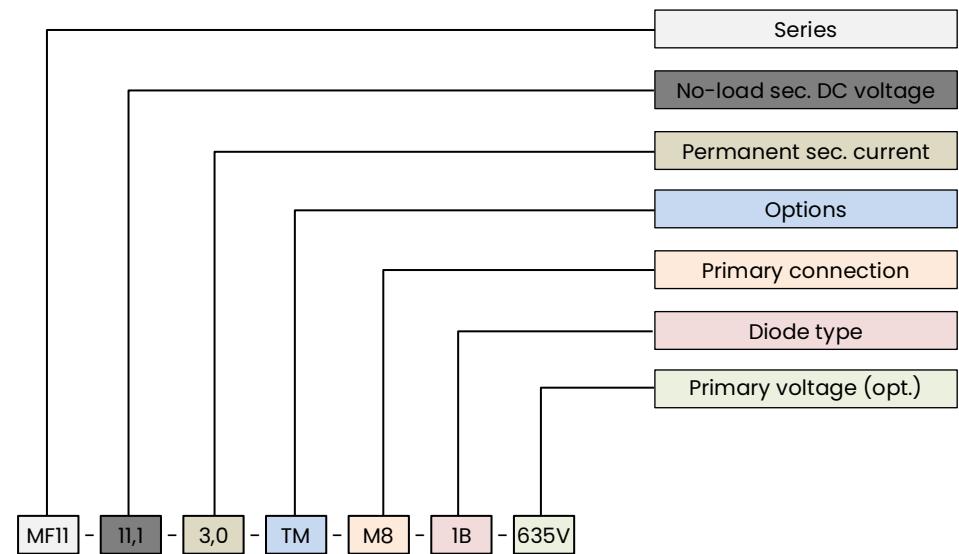 Series
No-load sec. DC voltage
Permanent sec. current
Options
Primary connection
Diode type
Primary voltage (opt.)
MF11 - 11,1 - 3,0 - TM - M8 - 1B - 635V